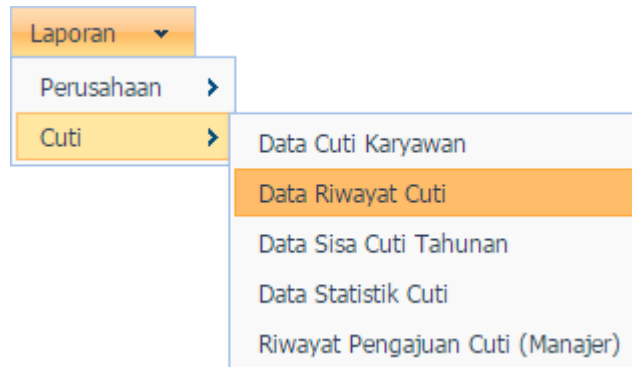 Laporan
Perusahaan
Cuti
Data Cuti Karyawan
Data Riwayat Cuti
Data Sisa Cuti Tahunan
Data Statistik Cuti
Riwayat Pengajuan Cuti (Manajer)